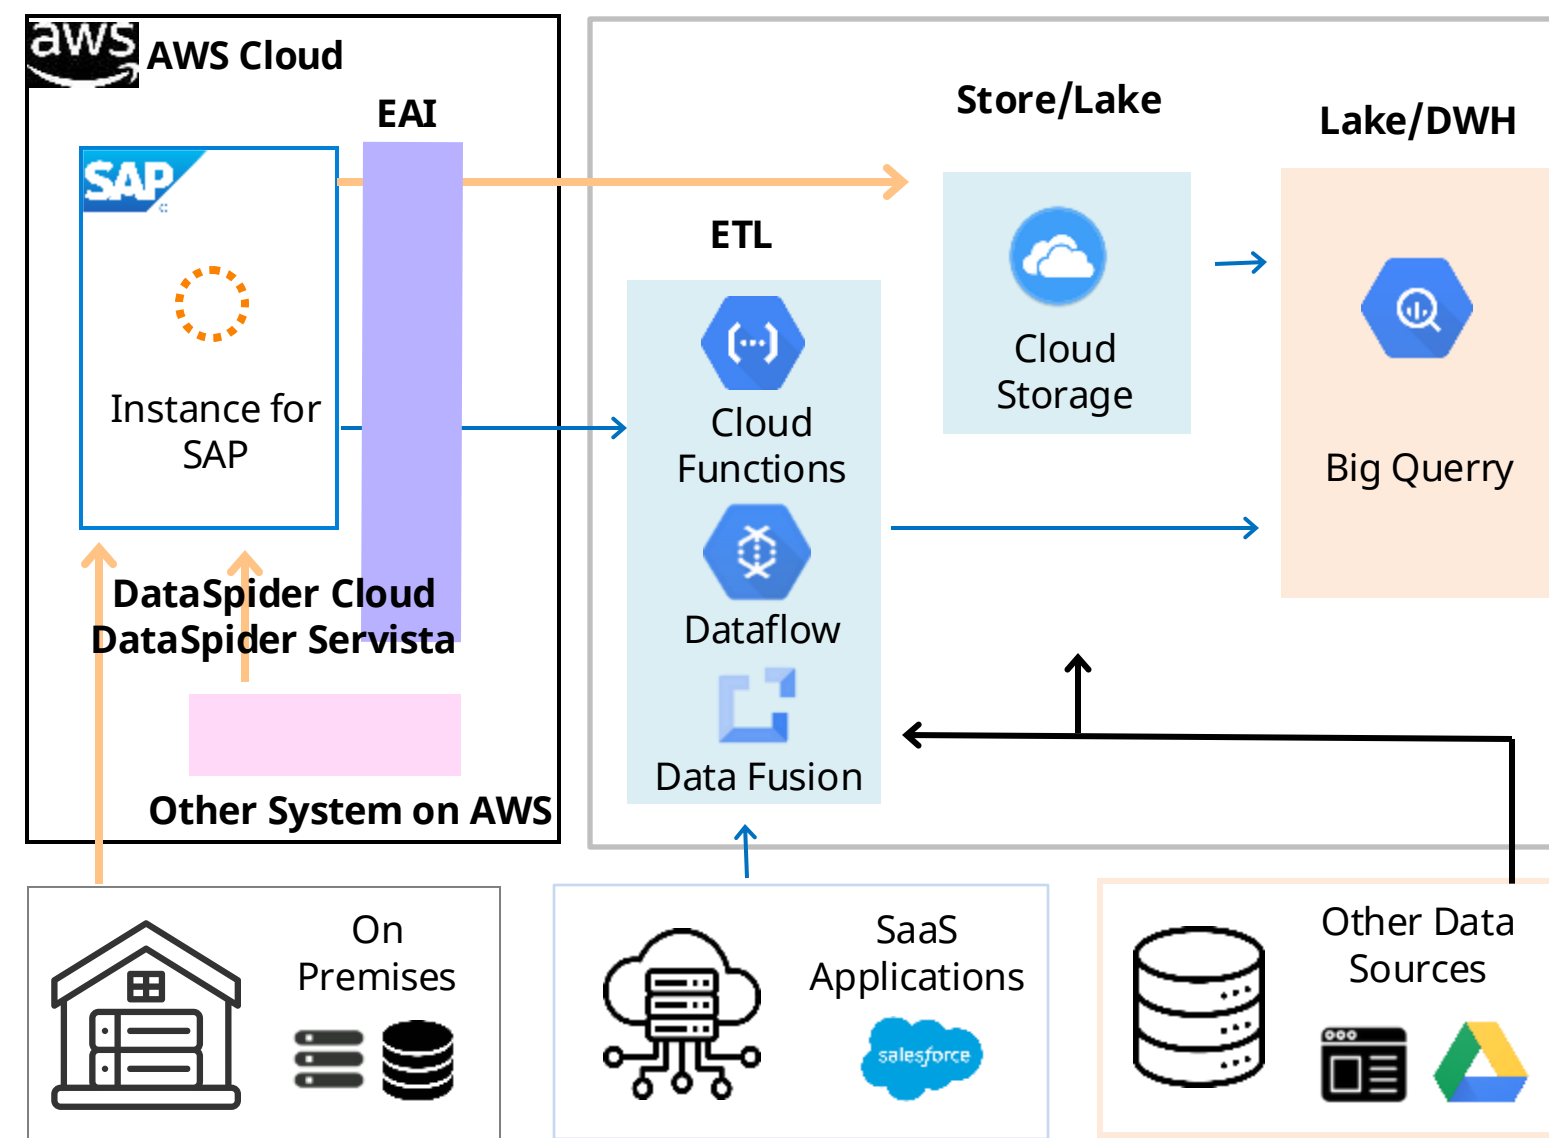 aws
AWS Cloud
EAI
SAP
Instance for
SAP
DataSpider Cloud
DataSpider Servista
Other System on AWS
ETL
Cloud
Functions
Dataflow
Data Fusion
Store/Lake
Cloud
Storage
Lake/DWH
Big Querry
On
Premises
SaaS
Applications
salesforce
Other Data
Sources